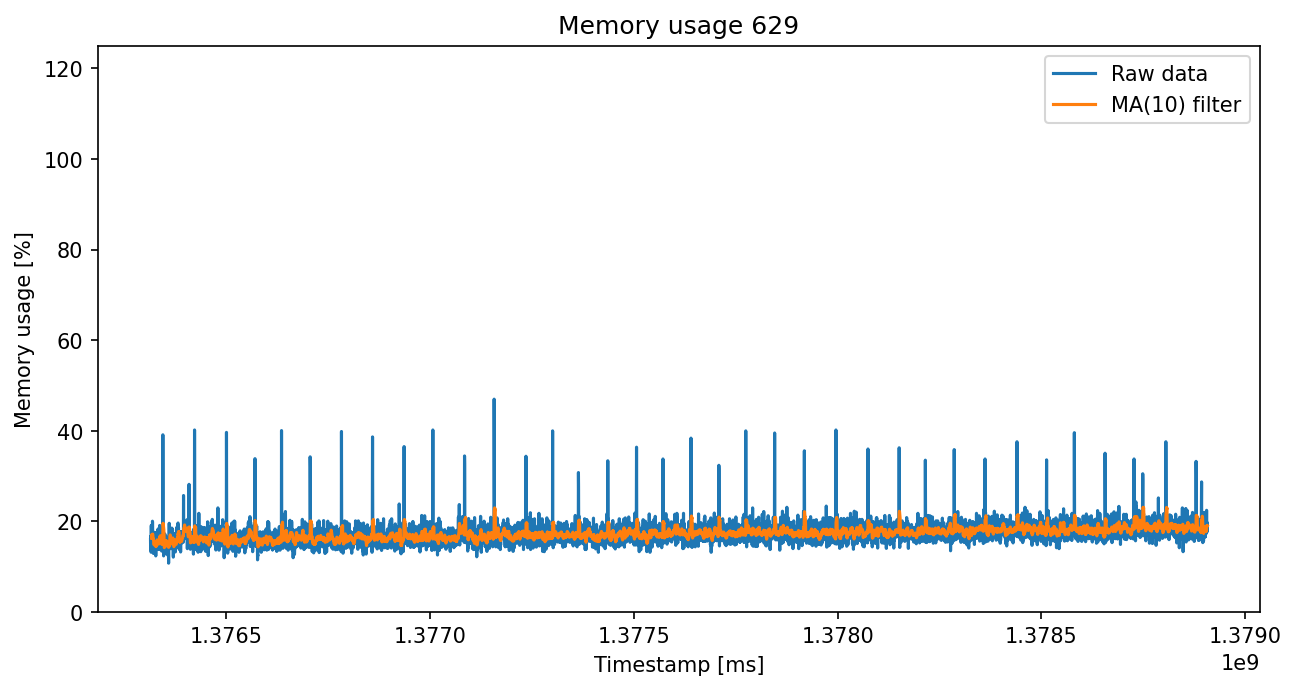 Memory usage 629
Raw data
MA(10) filter
Memory usage [%]
120
100
80
60
40
20
0
1.3765 1.3770 1.3775 1.3780 1.3785 1.3790
1e9
Timestamp [ms]